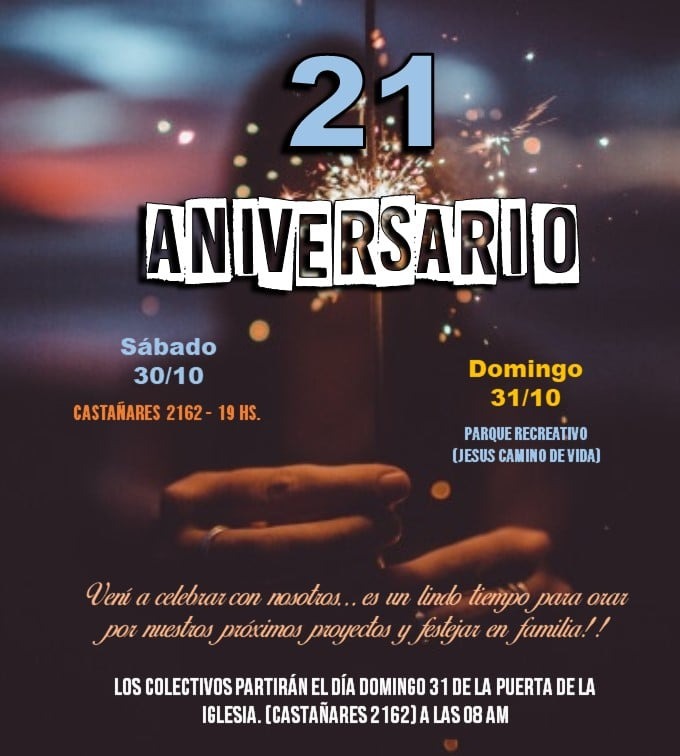 21
ANIVERSARIO
Sábado
30/10
CASTAÑARES 2162 - 19 HS.
Domingo
31/10
PARQUE RECREATIVO
(JESUS CAMINO DE VIDA)
Vení a celebrar con nosotros... es un lindo tiempo para orar
por nuestros próximos proyectos y festejar en familia!!
LOS COLECTIVOS PARTIRÁN EL DÍA DOMINGO 31 DE LA PUERTA DE LA
IGLESIA. (CASTAÑARES 2162) A LAS 08 AM